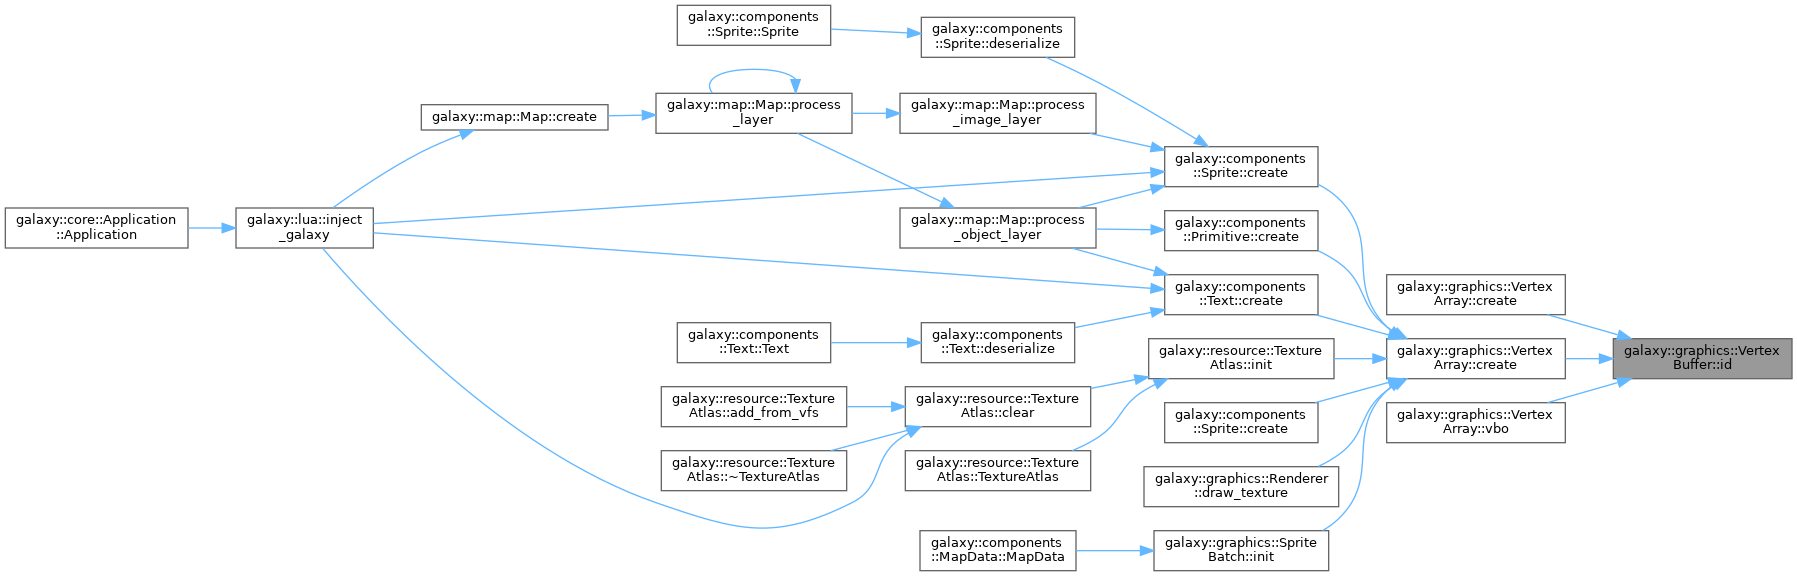 galaxy::components
::Sprite::Sprite
galaxy::components
::Sprite::deserialize
galaxy::map::Map::create
galaxy::map::Map::process
_layer
galaxy::map::Map::process
_image_layer
galaxy::components
::Sprite::create
galaxy::core::Application
::Application
galaxy::lua::inject
_galaxy
galaxy::map::Map::process
_object_layer
galaxy::components
::Primitive::create
galaxy::components
::Text::create
galaxy::graphics::Vertex
Array::create
galaxy::components
::Text::Text
galaxy::components
::Text::deserialize
galaxy::resource::Texture
Atlas::init
galaxy::graphics::Vertex
Array::create
galaxy::graphics::Vertex
Buffer::id
galaxy::resource::Texture
Atlas::add_from_vfs
galaxy::resource::Texture
Atlas::clear
galaxy::components
::Sprite::create
galaxy::graphics::Vertex
Array::vbo
galaxy::resource::Texture
Atlas::~TextureAtlas
galaxy::resource::Texture
Atlas::TextureAtlas
galaxy::graphics::Renderer
::draw_texture
galaxy::components
::MapData::MapData
galaxy::graphics::Sprite
Batch::init